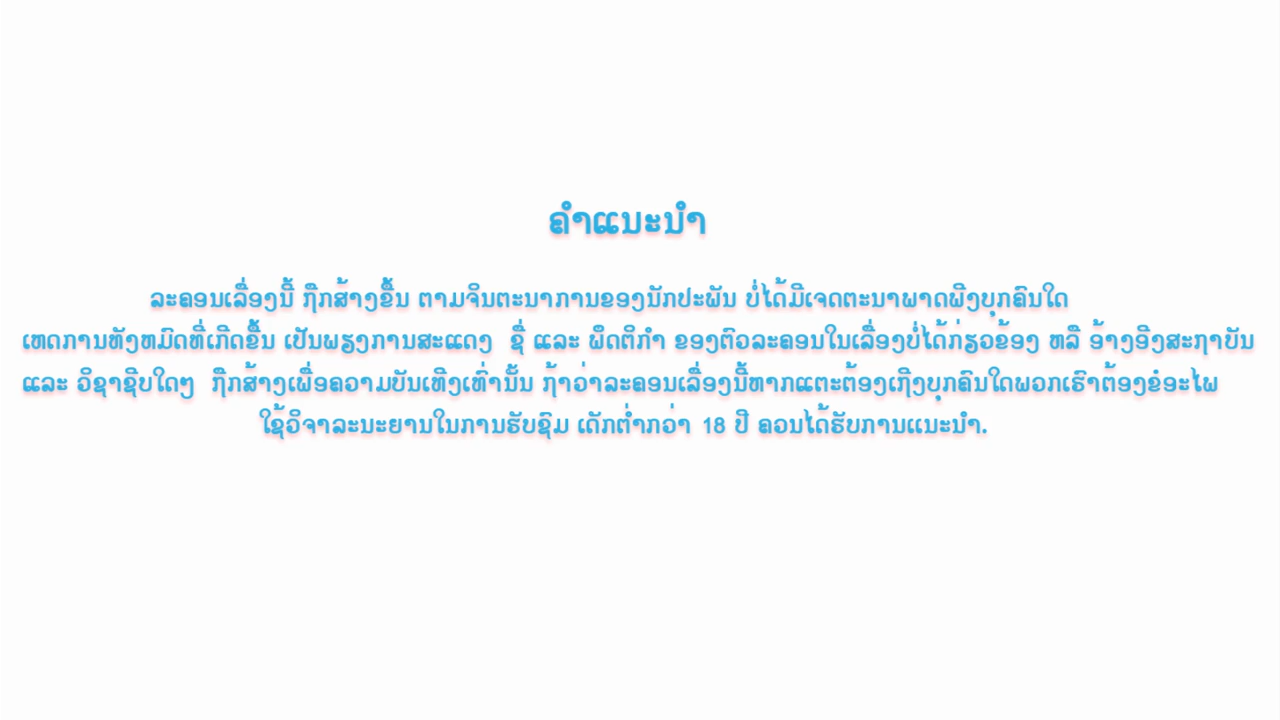 ຄຳແນະນຳ
ລະຄອນເລື່ອງນີ້ ຖືກສ້າງຂື້ນ ຕາມຈິນຕະນາການຂອງນັກປະພັນ ບໍ່ໄດ້ມີເຈດຕະນາພາດພີງບຸກຄົນໃດ
ເຫດການທັງຫມົດທີ່ເກີດຂື້ນ ເປັນພຽງການສະແດງ ຊື່ ແລະ ພຶດຕິກຳ ຂອງຕົວລະຄອນໃນເລື່ອງບໍ່ໄດ້ກ່ຽວຂ້ອງ ຫລື ອ້າງອີງສະຖາບັນ
ແລະ ວິຊາຊີບໃດໆ ຖືກສ້າງເພື່ອຄວາມບັນເທີງເທົ່ານັ້ນ ຖ້າວ່າລະຄອນເລື່ອງນີ້ຫາກແຕະຕ້ອງເຖີງບຸກຄົນໃດພວກເຮົາຕ້ອງຂໍອະໄພ
ໃຊ້ວິຈາລະນະຍານໃນການຮັບຊົມ ເດັກຕ່ຳກວ່າ 18 ປີ ຄວນໄດ້ຮັບການແນະນຳ.